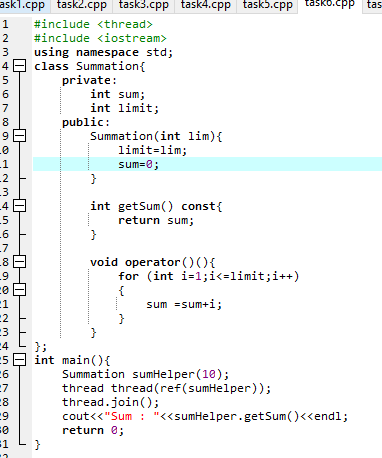 ask1.cpp task2.cpp task3.cpp task4.cpp task5.cpp task6.cpp tas
1 #include <thread>
2 #include <iostream>
3 using namespace std;
4 class Summation{
5 private:
6 int sum;
7 int limit;
8 public:
9 Summation(int lim){
10 limit=lim;
11 sum=0;
12 }
13
14 int getSum() const{
15 return sum;
16 }
17
18 void operator()(){
19 for (int i=1;i<=limit;i++)
20 {
21 sum =sum+i;
22 }
23 }
24 };
25 int main(){
26 Summation sumHelper(10);
27 thread thread(ref(sumHelper));
28 thread.join();
29 cout<<"Sum : "<<sumHelper.getSum()<<endl;
30 return 0;
31 }